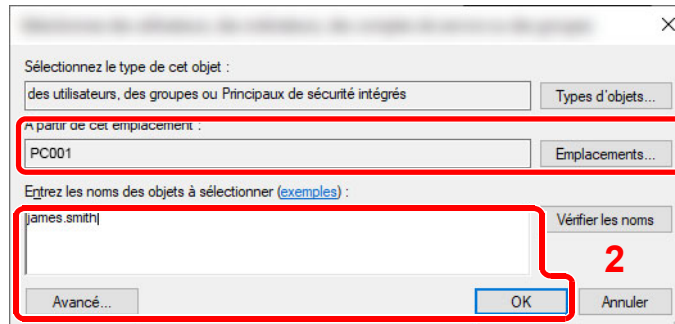 Sélectionnez le type de cet objet :
des utilisateurs, des groupes ou Principaux de sécurité intégrés
Types d'objets...
À partir de cet emplacement :
PC001
Emplacements...
Entrez les noms des objets à sélectionner (exemples) :
james.smith
Vérifier les noms
2
Avancé...
OK
Annuler